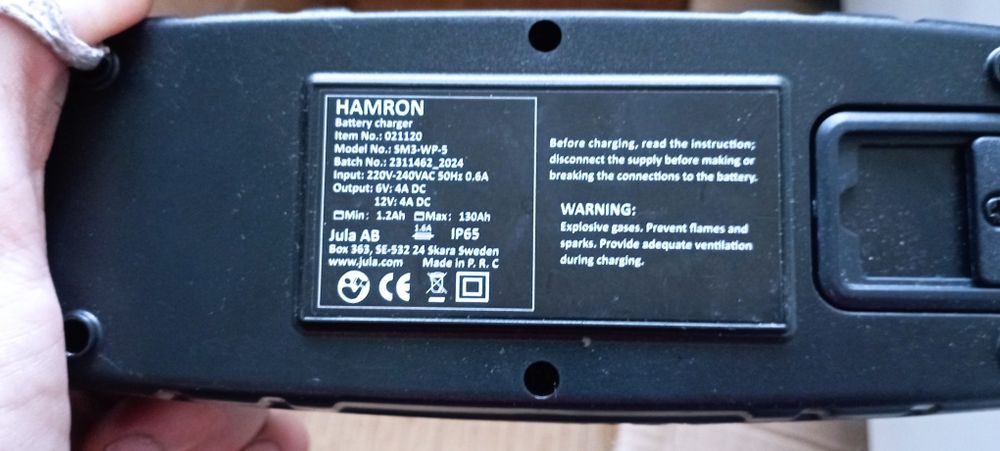 HAMRON
Battery charger
Item No.: 021120
Model No.: SM3-WP-5
Batch No.: 2311462_2024
Input: 220V-240VAC 50Hz 0.6A
Output: 6V: 4A DC
12V: 4A DC
Min: 1.2Ah Max: 130Ah
Jula AB 1.6A IP65
Box 363, SE-532 24 Skara Sweden
www.jula.com Made in P. R. C
CE
Before charging, read the instruction;
disconnect the supply before making or
breaking the connections to the battery.
WARNING:
Explosive gases. Prevent flames and
sparks. Provide adequate ventilation
during charging.